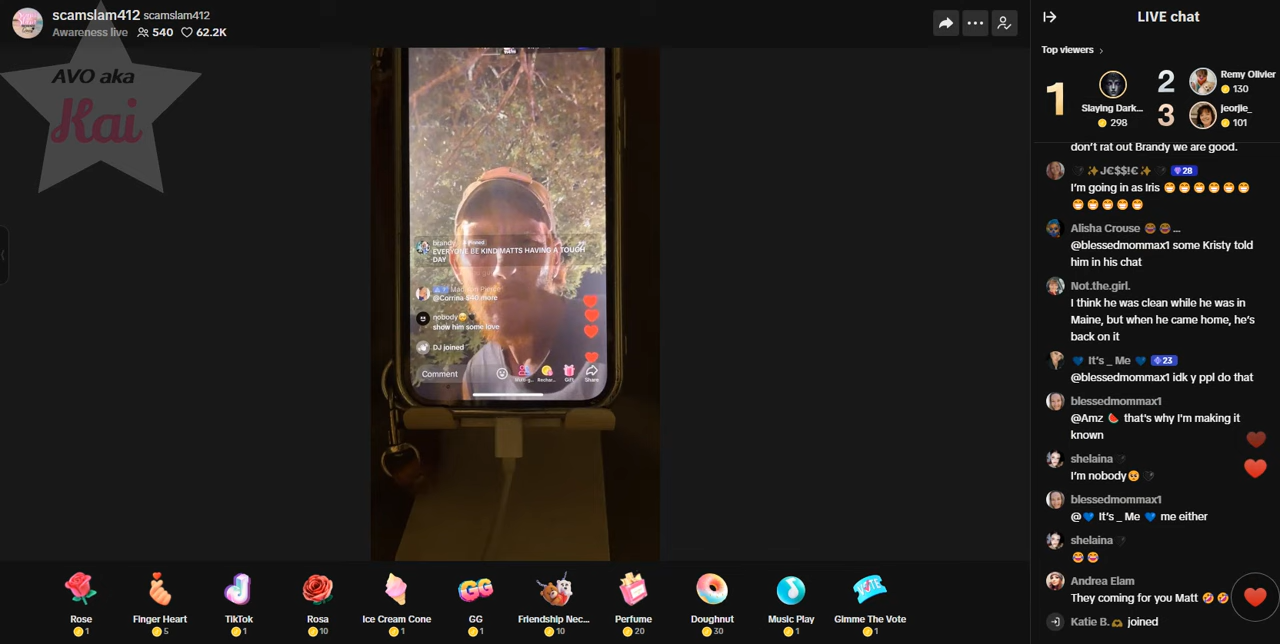 scamslam412 scamslam412
Awareness live 540 62.2K
AVO aka
Kai
brandy Pinned
EVERYONE BE KIND MATTS HAVING A TOUGH
DAY
@Corrina $40 more
nobody
show him some love
DJ joined
Comment
Gift
Share
Rose
1
Finger Heart
5
TikTok
1
Rosa
10
Ice Cream Cone
1
GG
GG
1
Friendship Nec...
10
Perfume
20
Doughnut
30
Music Play
1
VOTE
Gimme The Vote
1
LIVE chat
Top viewers
1
Slaying Dark...
298
2
Remy Olivier
130
3
jeorjie_
101
don't rat out Brandy we are good.
✨J€$$!€✨ 28
I'm going in as Iris 😁😁😁😁😁😁
😁😁😁😁😁
Alisha Crouse ...
@blessedmommax1 some Kristy told
him in his chat
Not.the.girl.
I think he was clean while he was in
Maine, but when he came home, he's
back on it
💙 It's _ Me 💙 23
@blessedmommax1 idk y ppl do that
blessedmommax1
@Amz 🍉 that's why I'm making it
known
shelaina
I'm nobody
blessedmommax1
@💙 It's _ Me 💙 me either
shelaina
Andrea Elam
They coming for you Matt 🤣🤣
Katie B. joined